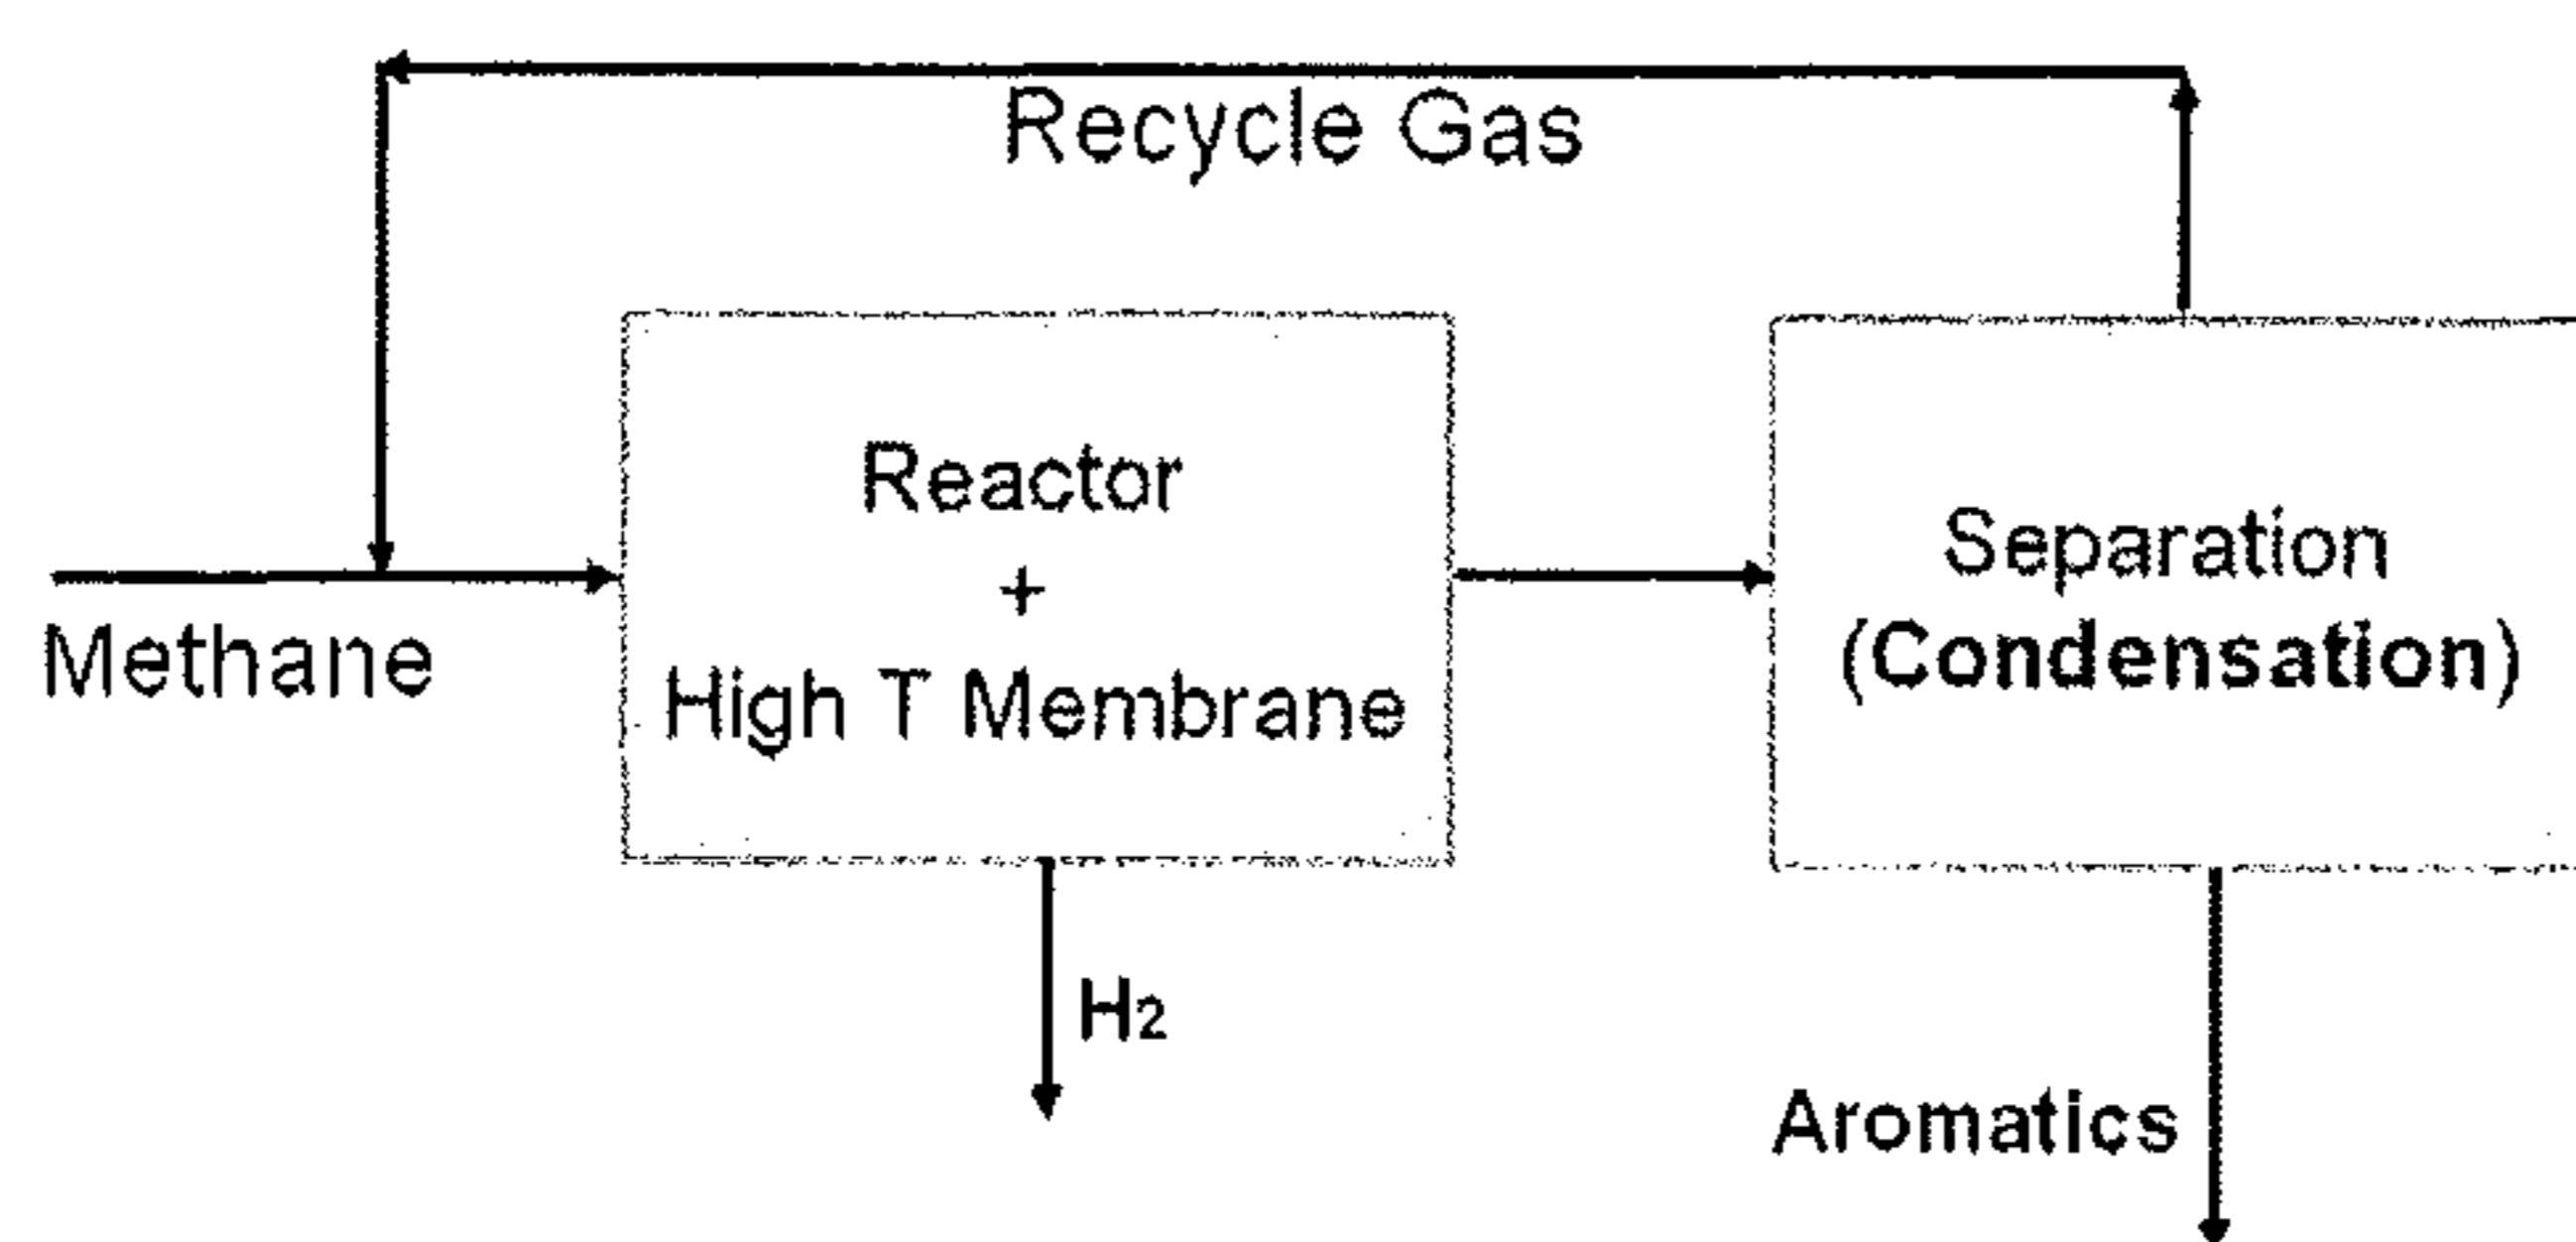 Recycle Gas
Reactor
+
High T Membrane
Separation
(Condensation)
Methane
H₂
Aromatics